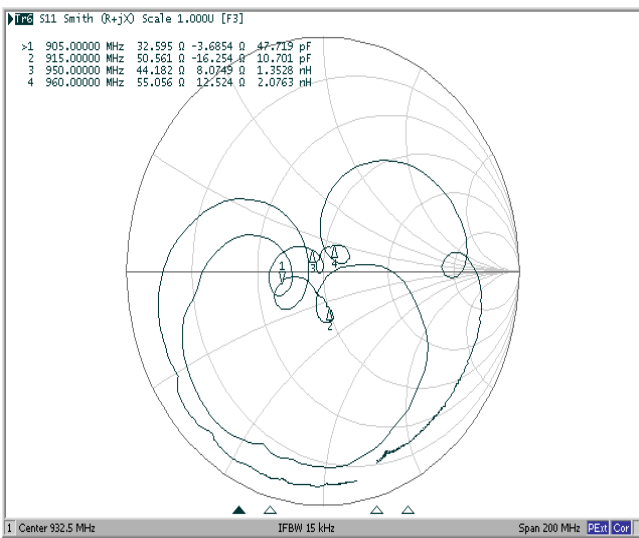 Tr6 S11 Smith (R+jX) Scale 1.000U [F3]
>1 905.00000 MHz 32.595 Ω -3.6854 Ω 47.719 pF
2 915.00000 MHz 50.561 Ω -16.254 Ω 10.701 pF
3 950.00000 MHz 44.182 Ω 8.0749 Ω 1.3528 nH
4 960.00000 MHz 55.056 Ω 12.524 Ω 2.0763 nH
1
3
4
2
1 Center 932.5 MHz IFBW 15 kHz Span 200 MHz PExt Cor